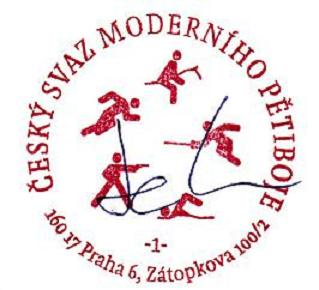 ČESKÝ SVAZ MODERNÍHO PĚTIBOJE
-1-
160 17 Praha 6, Zátopkova 100/2